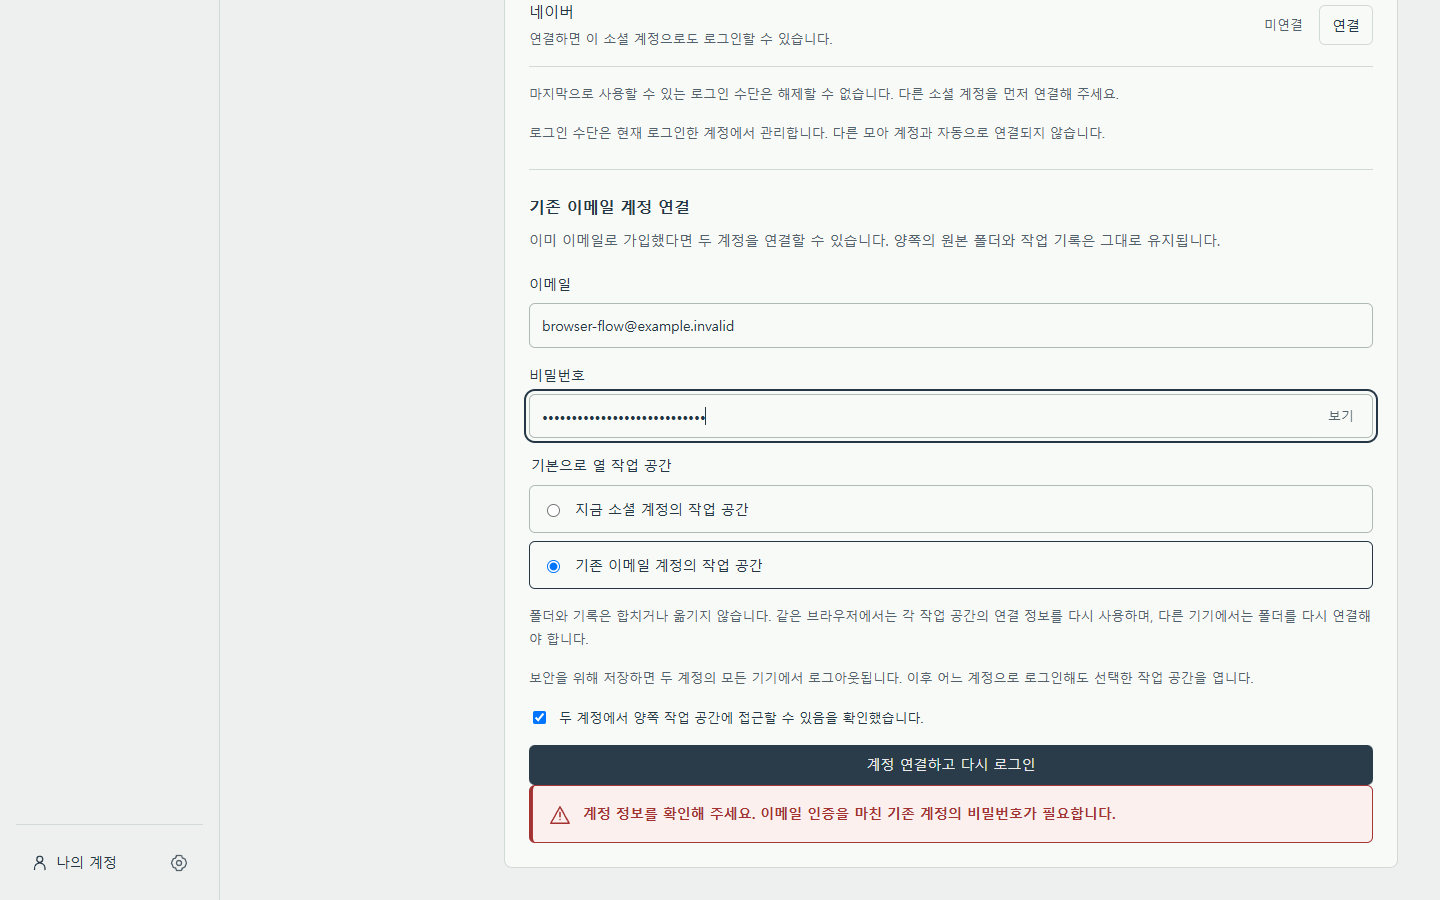 네이버
연결하면 이 소셜 계정으로도 로그인할 수 있습니다.
미연결
연결
마지막으로 사용할 수 있는 로그인 수단은 해제할 수 없습니다. 다른 소셜 계정을 먼저 연결해 주세요.
로그인 수단은 현재 로그인한 계정에서 관리합니다. 다른 모아 계정과 자동으로 연결되지 않습니다.
기존 이메일 계정 연결
이미 이메일로 가입했다면 두 계정을 연결할 수 있습니다. 양쪽의 원본 폴더와 작업 기록은 그대로 유지됩니다.
이메일
browser-flow@example.invalid
비밀번호
••••••••••••••••••••••••••••
보기
기본으로 열 작업 공간
지금 소셜 계정의 작업 공간
기존 이메일 계정의 작업 공간
폴더와 기록은 합치거나 옮기지 않습니다. 같은 브라우저에서는 각 작업 공간의 연결 정보를 다시 사용하며, 다른 기기에서는 폴더를 다시 연결해
야 합니다.
보안을 위해 저장하면 두 계정의 모든 기기에서 로그아웃됩니다. 이후 어느 계정으로 로그인해도 선택한 작업 공간을 엽니다.
두 계정에서 양쪽 작업 공간에 접근할 수 있음을 확인했습니다.
계정 연결하고 다시 로그인
계정 정보를 확인해 주세요. 이메일 인증을 마친 기존 계정의 비밀번호가 필요합니다.
나의 계정